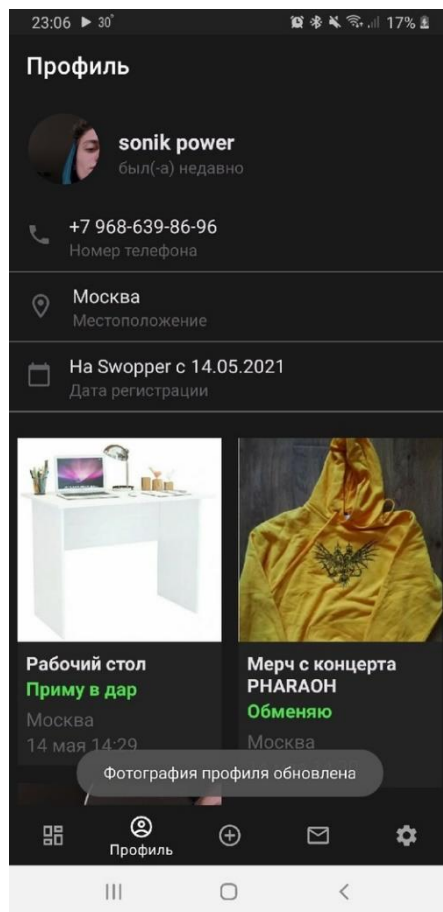 23:06 30° 17%
Профиль
sonik power
был(-а) недавно
+7 968-639-86-96
Номер телефона
Москва
Местоположение
На Swopper с 14.05.2021
Дата регистрации
Рабочий стол
Приму в дар
Москва
14 мая 14:29
Мерч с концерта
PHARAOH
Обменяю
Москва
Фотография профиля обновлена
Профиль